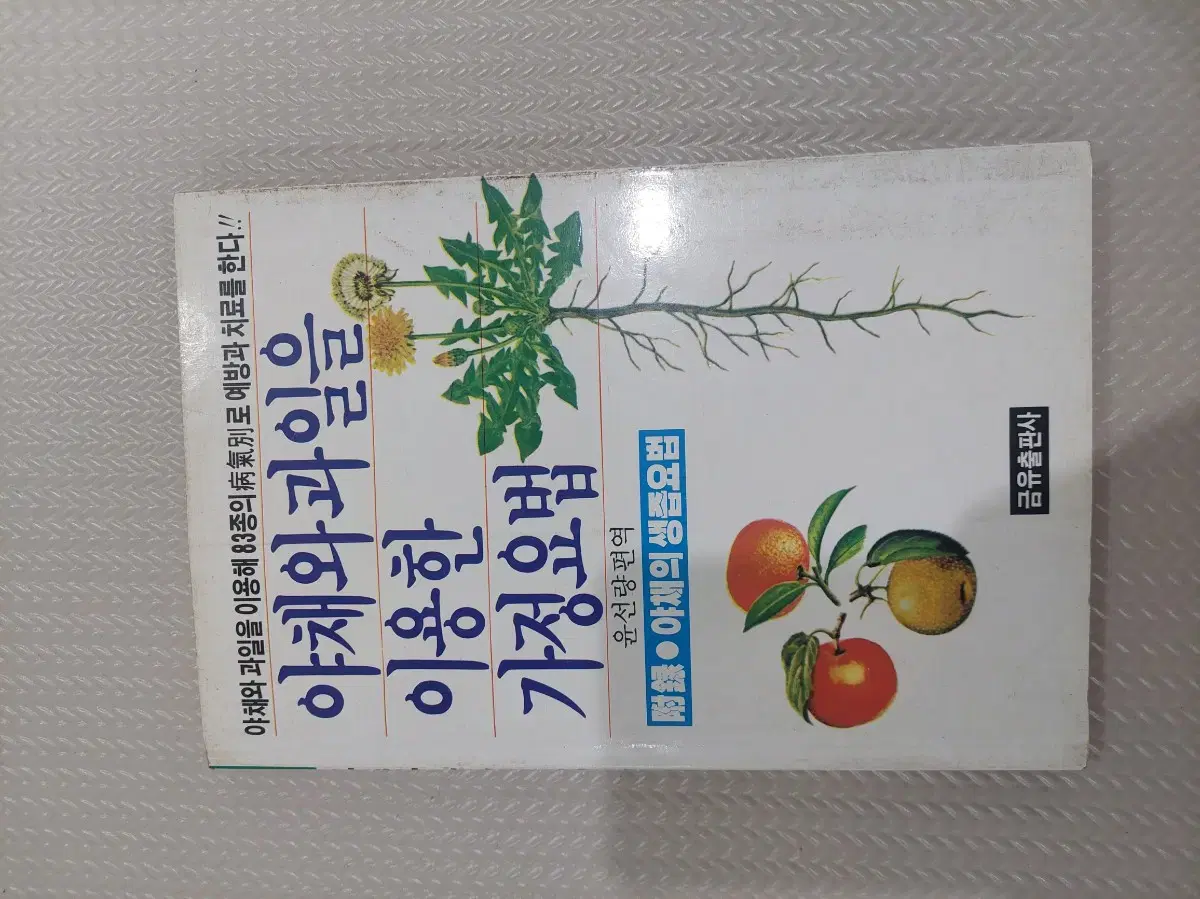 야채와 과일을 이용해 83종의 病氣別로 예방과 치료를 한다!!
야채와 과일을
이용한
가정요법
윤선량 편역
附録 ● 야채의 생즙요법
금유출판사